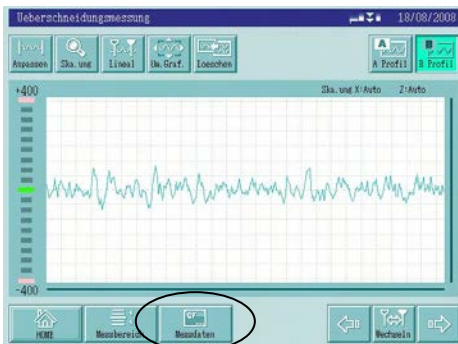 Ueberschneidungsmessung 18/08/2008
Anpassen Ska.ung Lineal Um.Graf. Loeschen A Profil B Profil
+400 Ska.ung X:Auto Z:Auto
-400
HOME Messbereich Messdaten Wechseln